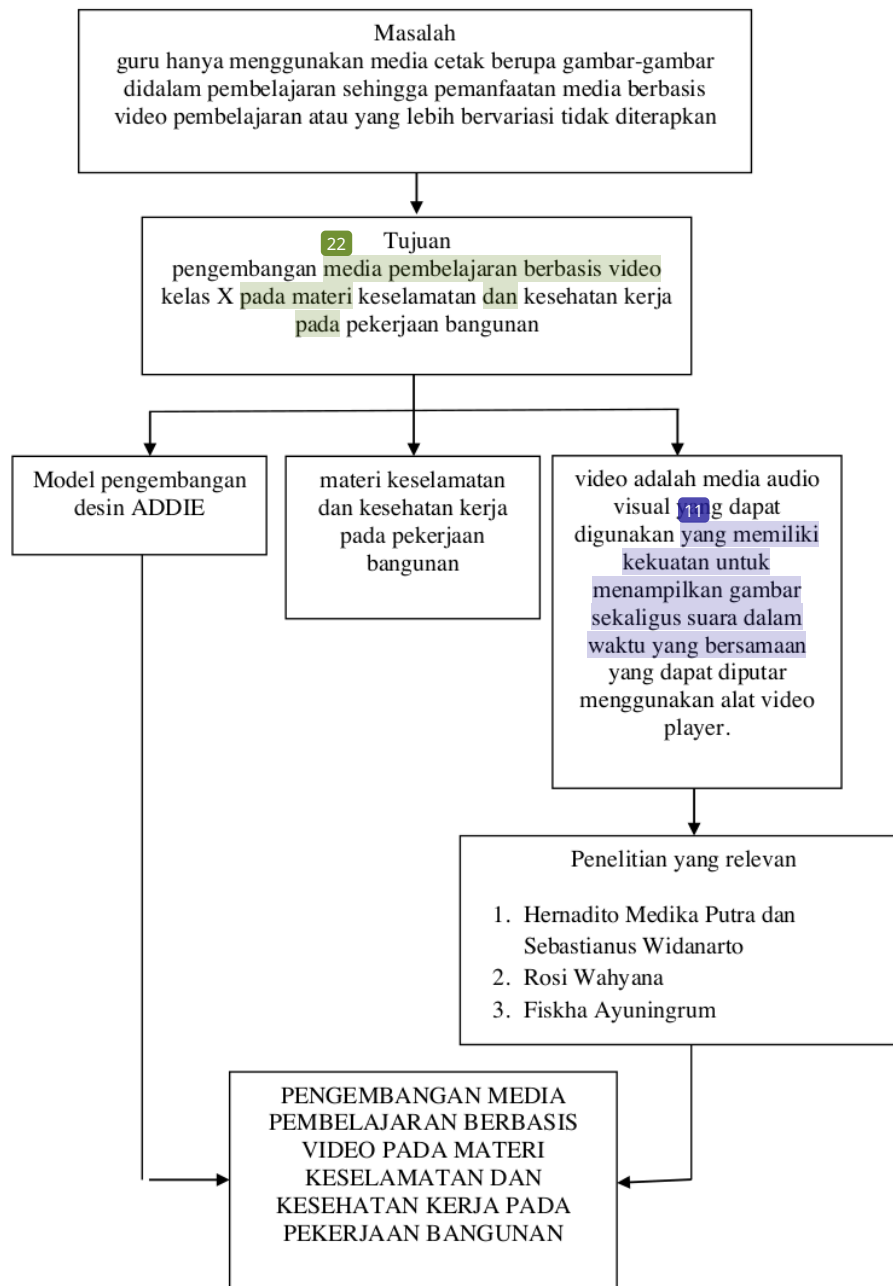 Masalah
guru hanya menggunakan media cetak berupa gambar-gambar
didalam pembelajaran sehingga pemanfaatan media berbasis
video pembelajaran atau yang lebih bervariasi tidak diterapkan
22
Tujuan
pengembangan media pembelajaran berbasis video
kelas X pada materi keselamatan dan kesehatan kerja
pada pekerjaan bangunan
Model pengembangan
desin ADDIE
materi keselamatan
dan kesehatan kerja
pada pekerjaan
bangunan
video adalah media audio
visual yang dapat
11
digunakan yang memiliki
kekuatan untuk
menampilkan gambar
sekaligus suara dalam
waktu yang bersamaan
yang dapat diputar
menggunakan alat video
player.
Penelitian yang relevan
1. Hernadito Medika Putra dan
Sebastianus Widanarto
2. Rosi Wahyana
3. Fiskha Ayuningrum
PENGEMBANGAN MEDIA
PEMBELAJARAN BERBASIS
VIDEO PADA MATERI
KESELAMATAN DAN
KESEHATAN KERJA PADA
PEKERJAAN BANGUNAN